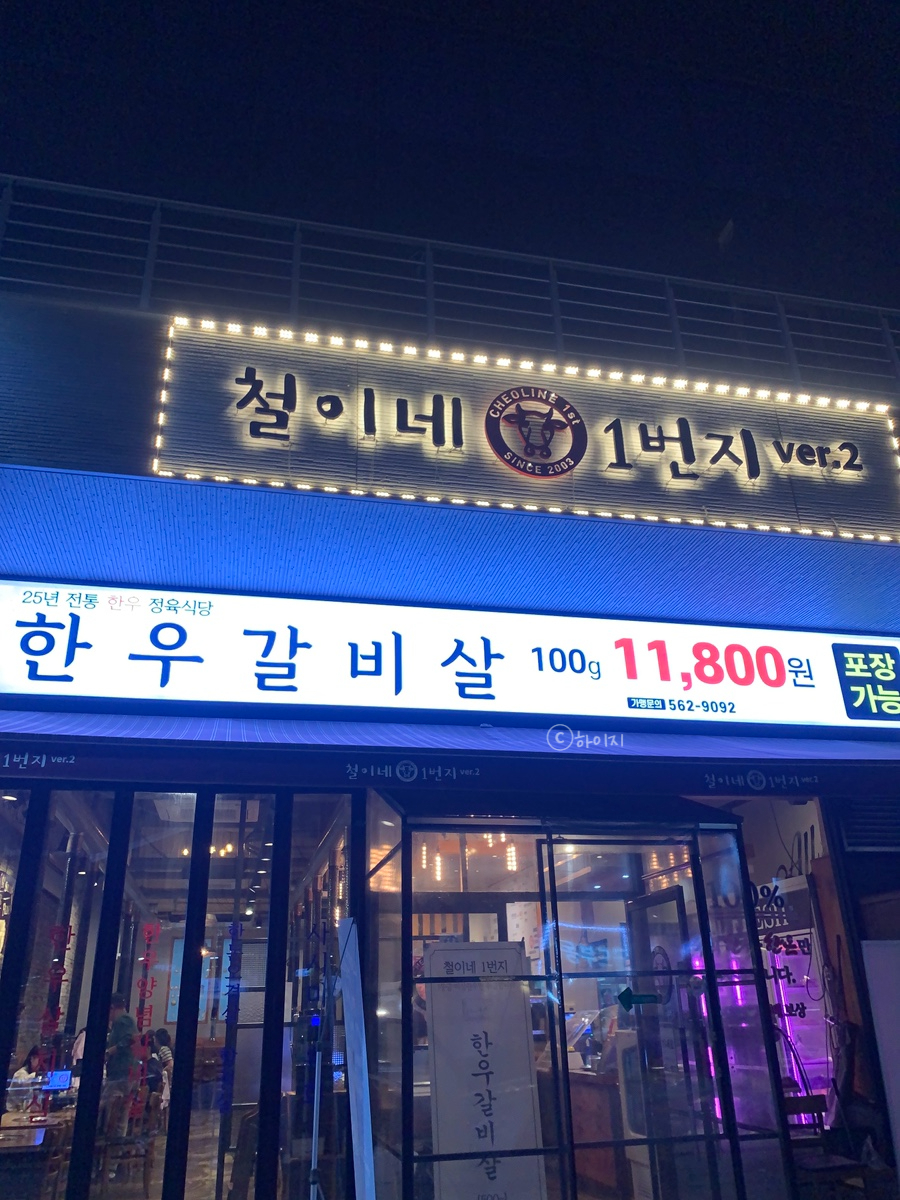 철이네 CHEOLINE 1st SINCE 2003 1번지 ver.2
25년 전통 한우 정육식당
한우갈비살 100g 11,800원
포장
가능
가맹문의 562-9092
ⓒ하이지
1번지 ver.2
철이네 1번지 ver.2
철이네 1번지 ver.2
철이네 1번지
한우갈비살